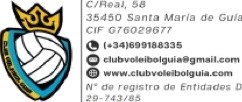 C/Real, 58
35450 Santa María de Guía
CIF G76029677
(+34)699188335
clubvoleibolguia@gmail.com
www.clubvoleibolguia.com
Nº de registro de Entidades D
29-743/85